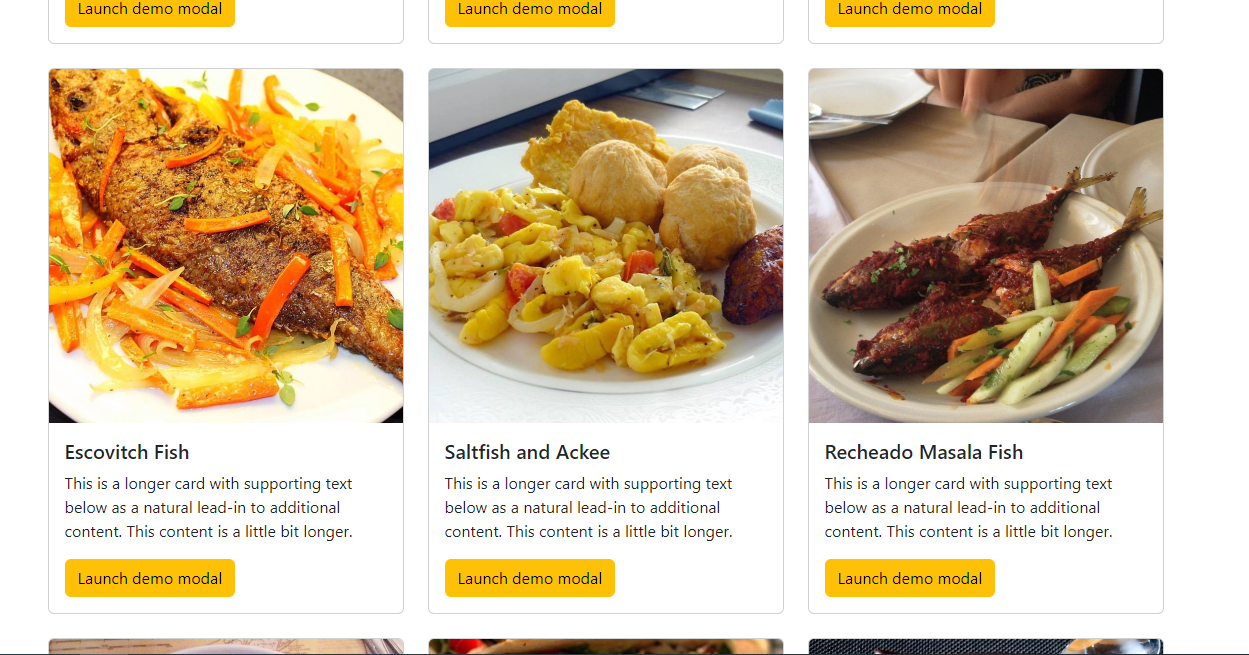 Launch demo modal
Launch demo modal
Launch demo modal
Escovitch Fish
This is a longer card with supporting text
below as a natural lead-in to additional
content. This content is a little bit longer.
Launch demo modal
Saltfish and Ackee
This is a longer card with supporting text
below as a natural lead-in to additional
content. This content is a little bit longer.
Launch demo modal
Recheado Masala Fish
This is a longer card with supporting text
below as a natural lead-in to additional
content. This content is a little bit longer.
Launch demo modal